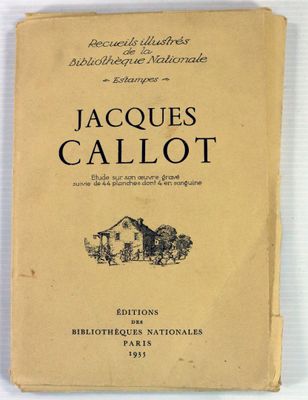 Recueils illustrés
de la
Bibliothèque Nationale
Estampes
JACQUES
CALLOT
Etude sur son œuvre gravé
suivie de 44 planches dont 4 en sanguine
ÉDITIONS
DES
BIBLIOTHÈQUES NATIONALES
PARIS
1935